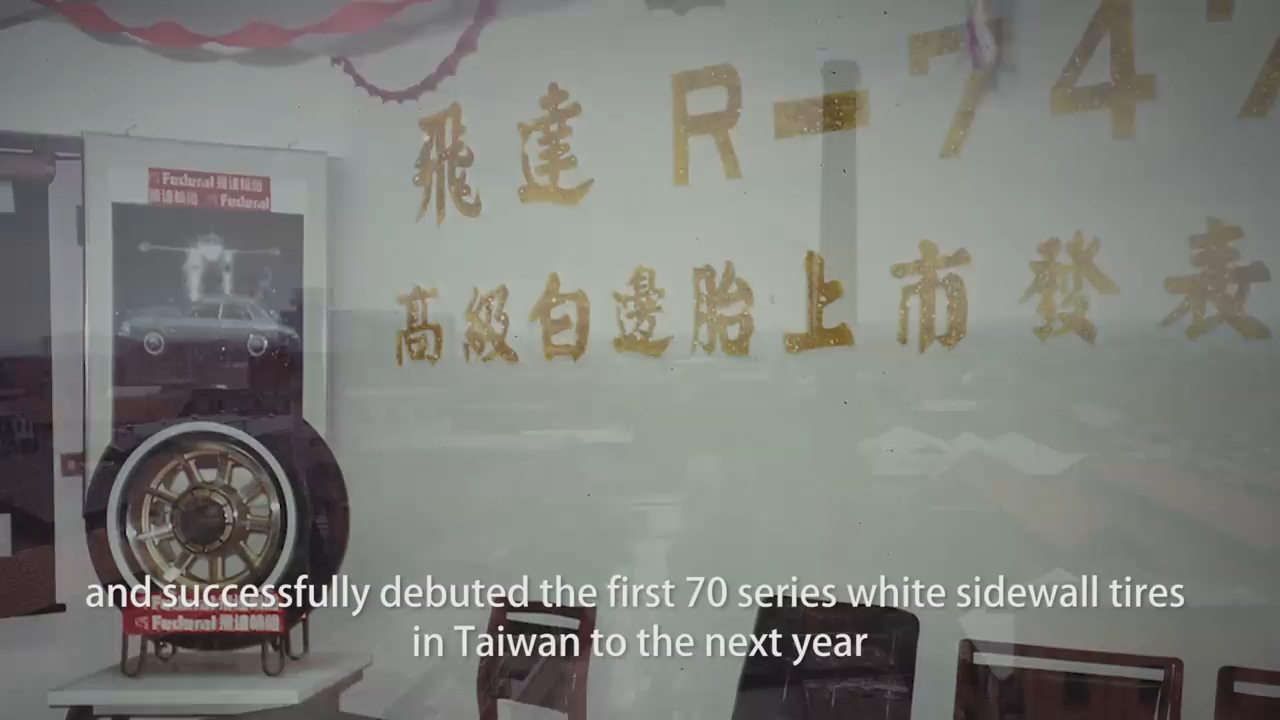 飛達 R-747
高級白邊胎上市發表
Federal 飛達輪胎
飛達輪胎 Federal
Federal 飛達輪胎
and successfully debuted the first 70 series white sidewall tires
in Taiwan to the next year